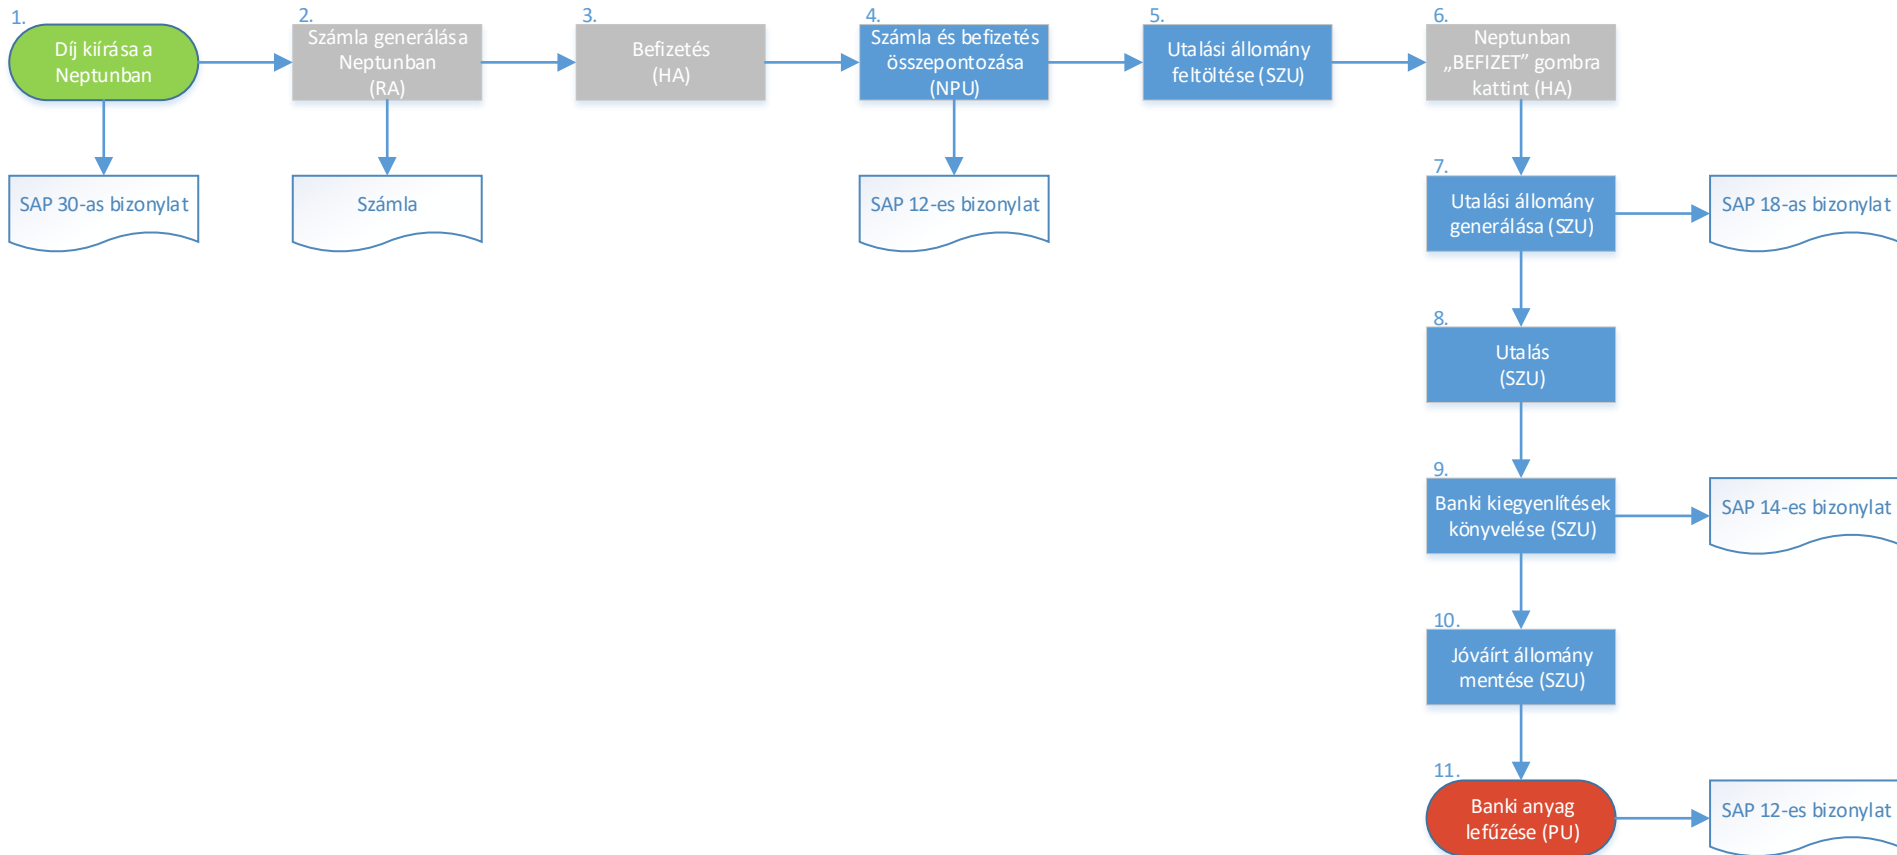 1.
Díj kiírása a
Neptunban
2.
Számla generálása
Neptunban
(RA)
3.
Befizetés
(HA)
4.
Számla és befizetés
összepontozása
(NPU)
5.
Utalási állomány
feltöltése (SZU)
6.
Neptunban
„BEFIZET” gombra
kattint (HA)
SAP 30-as bizonylat
Számla
SAP 12-es bizonylat
7.
Utalási állomány
generálása (SZU)
SAP 18-as bizonylat
8.
Utalás
(SZU)
9.
Banki kiegyenlítések
könyvelése (SZU)
SAP 14-es bizonylat
10.
Jóváírt állomány
mentése (SZU)
11.
Banki anyag
lefűzése (PU)
SAP 12-es bizonylat